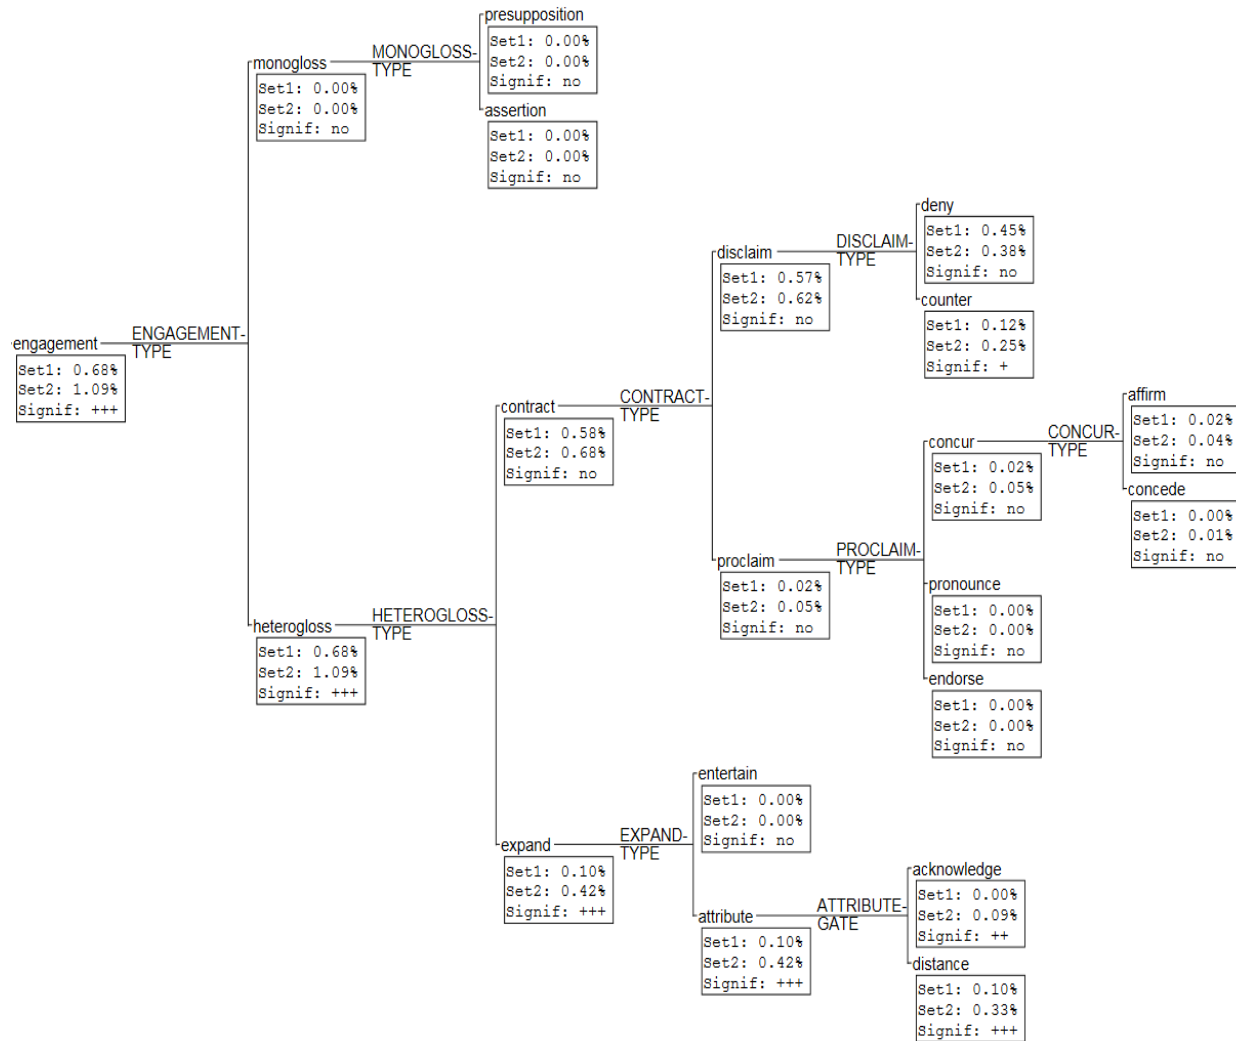 presupposition
Set1: 0.00%
Set2: 0.00%
Signif: no
MONOGLOSS-
TYPE
monogloss
Set1: 0.00%
Set2: 0.00%
Signif: no
assertion
Set1: 0.00%
Set2: 0.00%
Signif: no
deny
Set1: 0.45%
Set2: 0.38%
Signif: no
DISCLAIM-
TYPE
disclaim
Set1: 0.57%
Set2: 0.62%
Signif: no
counter
Set1: 0.12%
Set2: 0.25%
Signif: +
engagement
Set1: 0.68%
Set2: 1.09%
Signif: +++
ENGAGEMENT-
TYPE
contract
Set1: 0.58%
Set2: 0.68%
Signif: no
CONTRACT-
TYPE
affirm
Set1: 0.02%
Set2: 0.04%
Signif: no
concur
Set1: 0.02%
Set2: 0.05%
Signif: no
CONCUR-
TYPE
concede
Set1: 0.00%
Set2: 0.01%
Signif: no
proclaim
Set1: 0.02%
Set2: 0.05%
Signif: no
PROCLAIM-
TYPE
pronounce
Set1: 0.00%
Set2: 0.00%
Signif: no
heterogloss
Set1: 0.68%
Set2: 1.09%
Signif: +++
HETEROGLOSS-
TYPE
endorse
Set1: 0.00%
Set2: 0.00%
Signif: no
entertain
Set1: 0.00%
Set2: 0.00%
Signif: no
expand
Set1: 0.10%
Set2: 0.42%
Signif: +++
EXPAND-
TYPE
acknowledge
Set1: 0.00%
Set2: 0.09%
Signif: ++
attribute
Set1: 0.10%
Set2: 0.42%
Signif: +++
ATTRIBUTE-
GATE
distance
Set1: 0.10%
Set2: 0.33%
Signif: +++